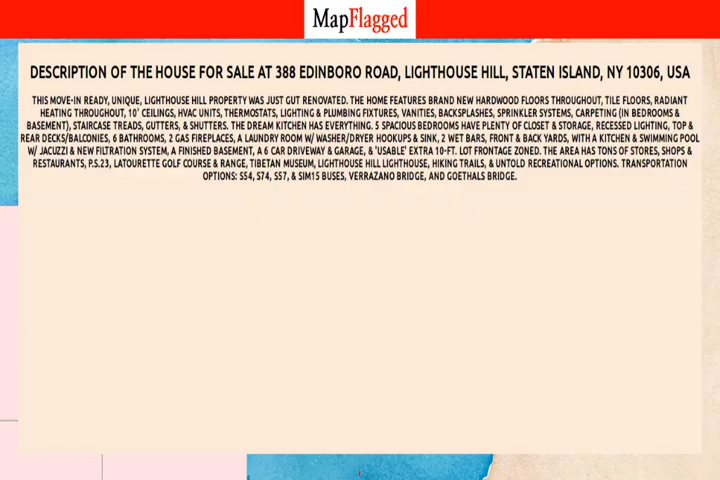 MapFlagged
DESCRIPTION OF THE HOUSE FOR SALE AT 388 EDINBORO ROAD, LIGHTHOUSE HILL, STATEN ISLAND, NY 10306, USA
THIS MOVE-IN READY, UNIQUE, LIGHTHOUSE HILL PROPERTY WAS JUST GUT RENOVATED. THE HOME FEATURES BRAND NEW HARDWOOD FLOORS THROUGHOUT, TILE FLOORS, RADIANT
HEATING THROUGHOUT, 10' CEILINGS, HVAC UNITS, THERMOSTATS, LIGHTING & PLUMBING FIXTURES, VANITIES, BACKSPLASHES, SPRINKLER SYSTEMS, CARPETING (IN BEDROOMS &
BASEMENT), STAIRCASE TREADS, GUTTERS, & SHUTTERS. THE DREAM KITCHEN HAS EVERYTHING. 5 SPACIOUS BEDROOMS HAVE PLENTY OF CLOSET & STORAGE, RECESSED LIGHTING, TOP &
REAR DECKS/BALCONIES, 6 BATHROOMS, 2 GAS FIREPLACES, A LAUNDRY ROOM W/ WASHER/DRYER HOOKUPS & SINK, 2 WET BARS, FRONT & BACK YARDS, WITH A KITCHEN & SWIMMING POOL
W/ JACUZZI & NEW FILTRATION SYSTEM, A FINISHED BASEMENT, A 6 CAR DRIVEWAY & GARAGE, & 'USABLE' EXTRA 10-FT. LOT FRONTAGE ZONED. THE AREA HAS TONS OF STORES, SHOPS &
RESTAURANTS, P.S.23, LATOURETTE GOLF COURSE & RANGE, TIBETAN MUSEUM, LIGHTHOUSE HILL LIGHTHOUSE, HIKING TRAILS, & UNTOLD RECREATIONAL OPTIONS. TRANSPORTATION
OPTIONS: S54, S74, S57, & SIM15 BUSES, VERRAZANO BRIDGE, AND GOETHALS BRIDGE.